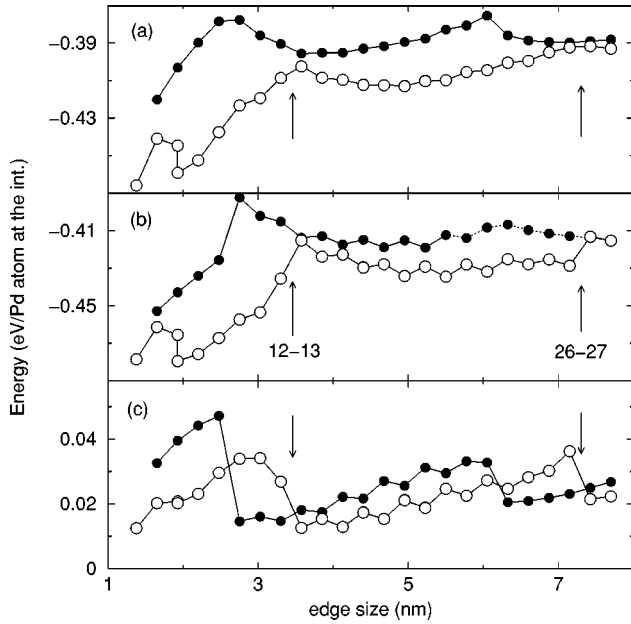 (a)
−0.39
−0.43
(b)
−0.41
−0.45
12−13
26−27
(c)
0.04
0.02
0
1
3
5
7
edge size (nm)
Energy (eV/Pd atom at the int.)